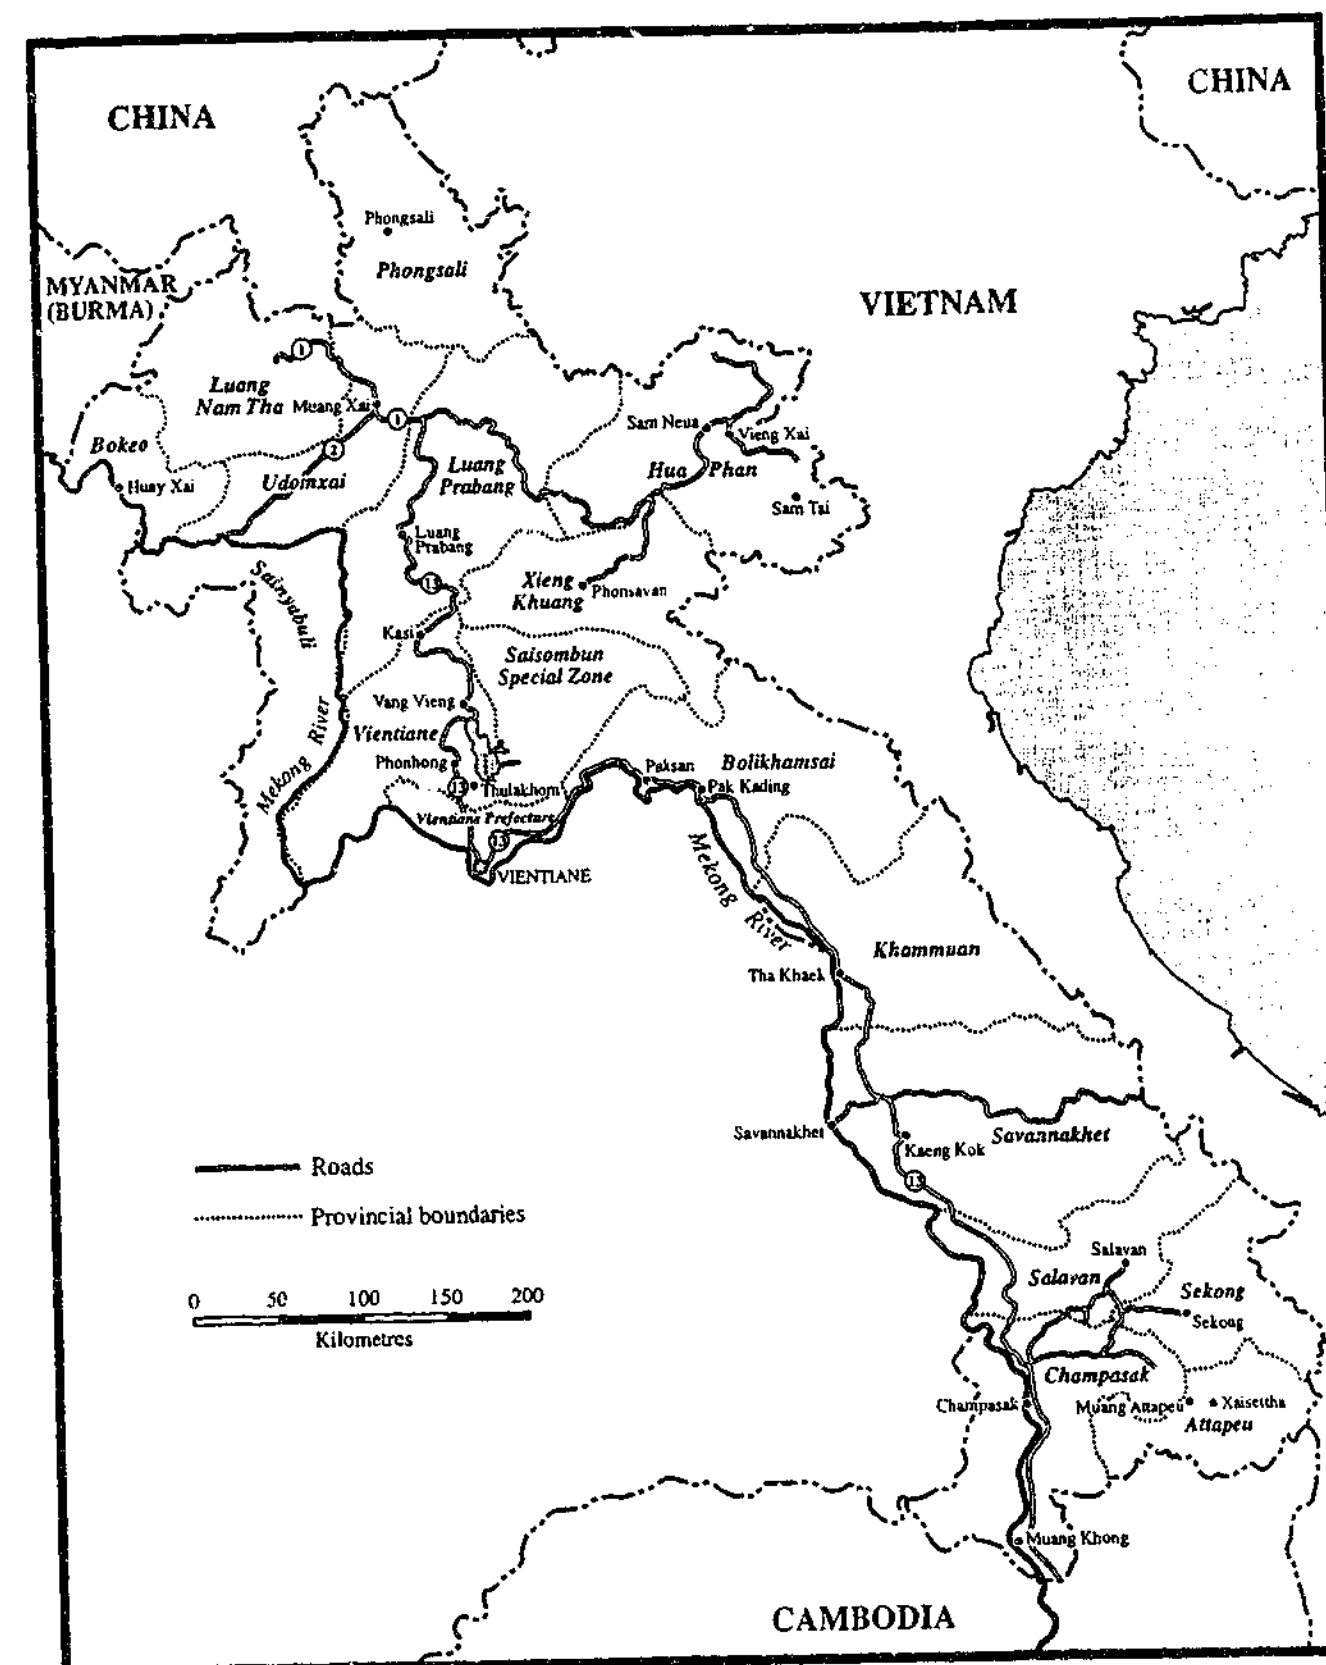 CHINA
CHINA
Phongsali
Phongsali
MYANMAR
(BURMA)
VIETNAM
1
Luang
Nam Tha
Muang Xai
1
Sam Neua
Vieng Xai
Bokeo
2
Luang
Prabang
Hua Phan
Huay Xai
Udomxai
Sam Tai
Luang
Prabang
Sainyabuli
13
Xieng
Khuang
Phonsavan
Kasi
Saisombun
Special Zone
Vang Vieng
Mekong River
Vientiane
Phonhong
Bolikhamsai
Paksan
Pak Kading
13
Thulakhom
Vientiane Prefecture
13
VIENTIANE
Mekong River
Khammuan
Tha Khaek
Savannakhet
Savannakhet
Kaeng Kok
13
Roads
Provincial boundaries
Salavan
Salavan
Sekong
Sekong
0 50 100 150 200
Kilometres
Champasak
Champasak
Muang Attapeu
Xaisettha
Attapeu
Muang Khong
CAMBODIA